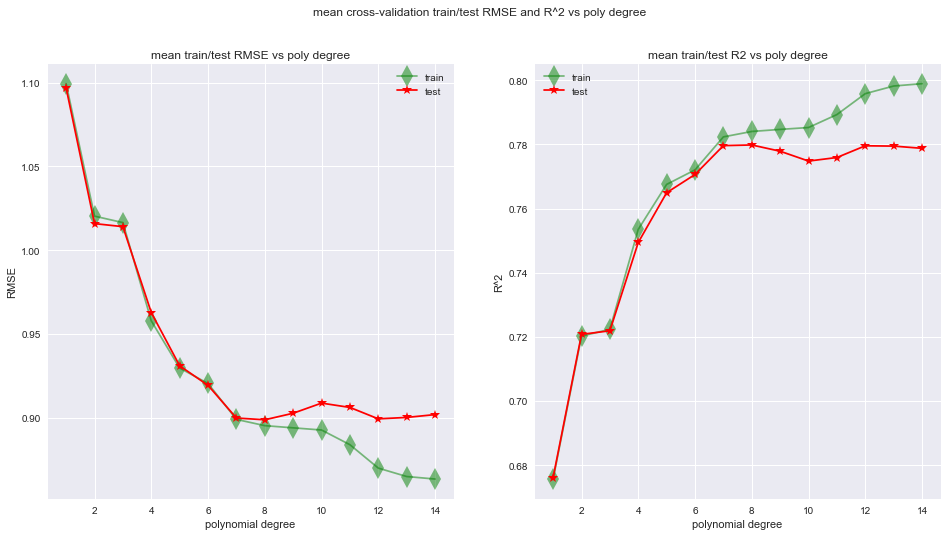 mean cross-validation train/test RMSE and R^2 vs poly degree
mean train/test RMSE vs poly degree
train
test
1.10
1.05
1.00
0.95
0.90
RMSE
2 4 6 8 10 12 14
polynomial degree
mean train/test R2 vs poly degree
train
test
0.80
0.78
0.76
0.74
0.72
0.70
0.68
R^2
2 4 6 8 10 12 14
polynomial degree